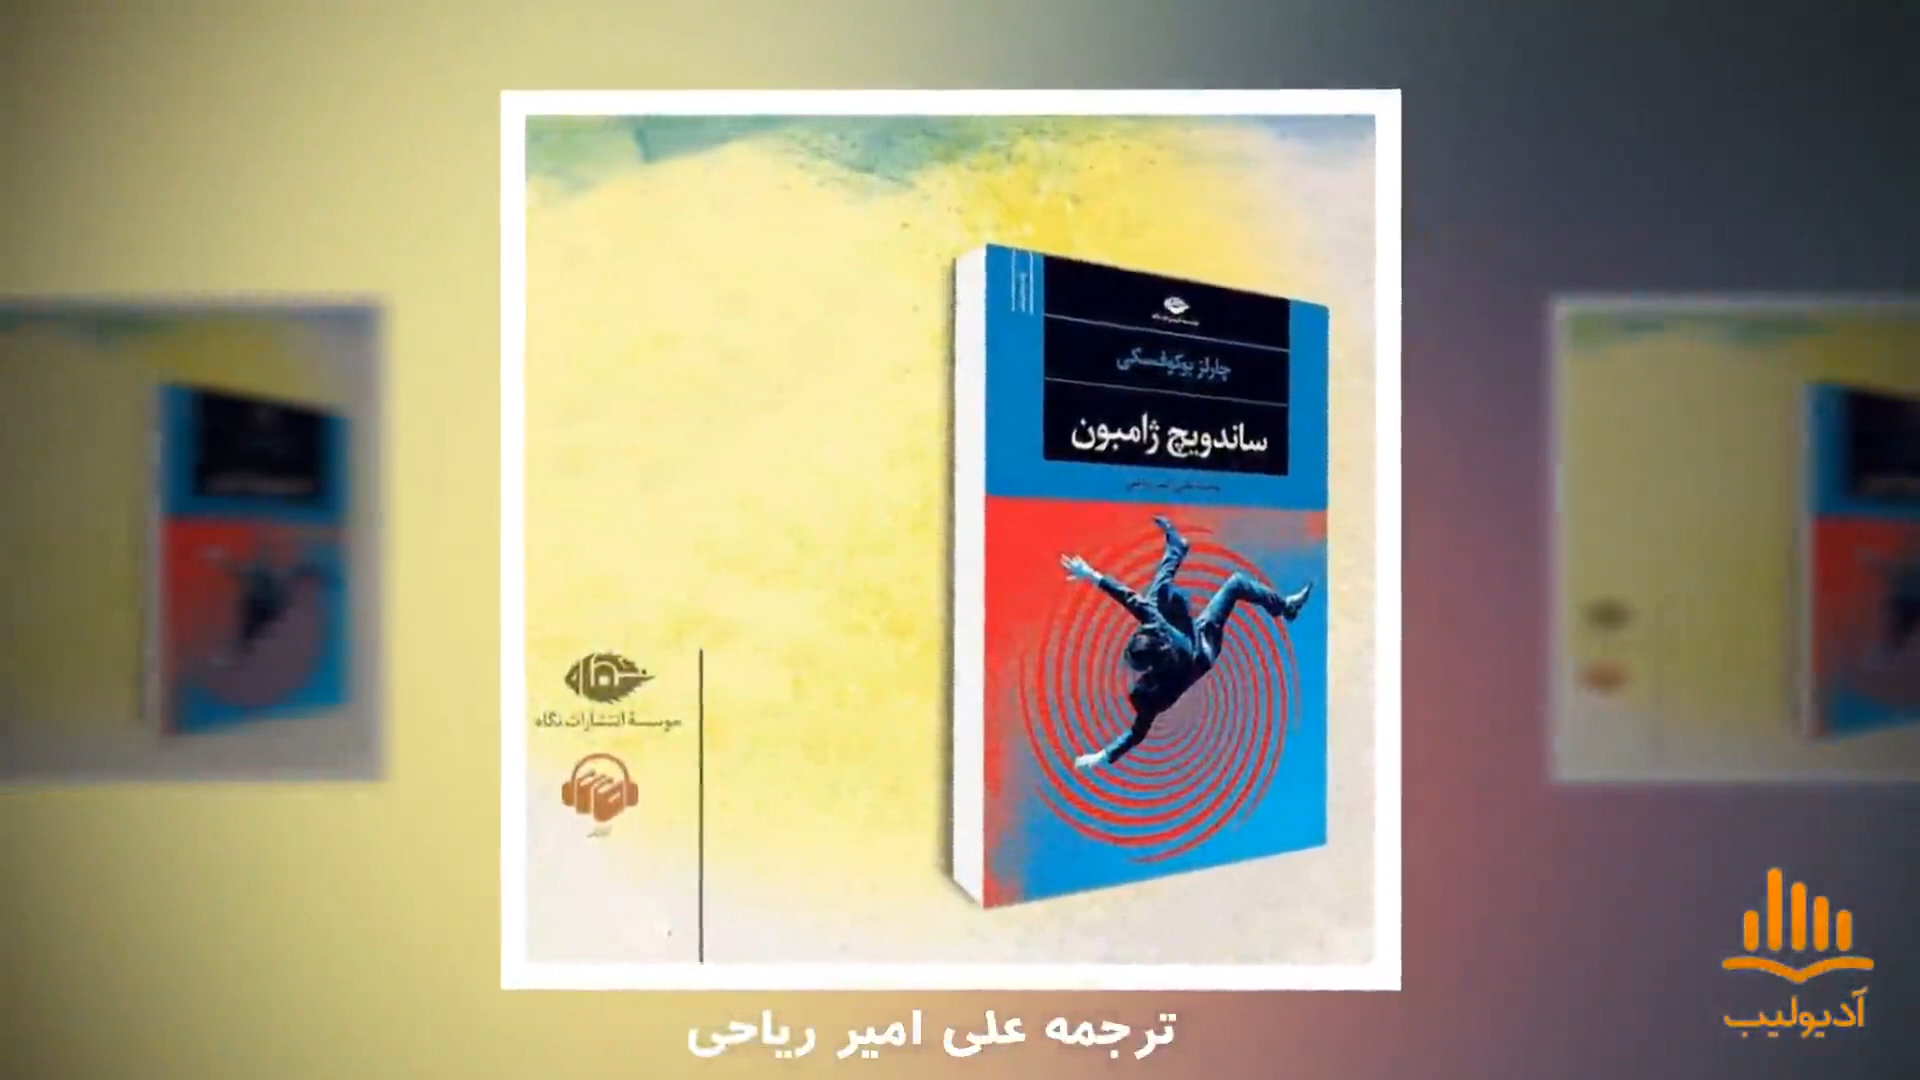 چارلز بوکوفسکی
ساندویچ ژامبون
موسسهٔ انتشارات نگاه
ترجمه علی امیر ریاحی
آدیولیب